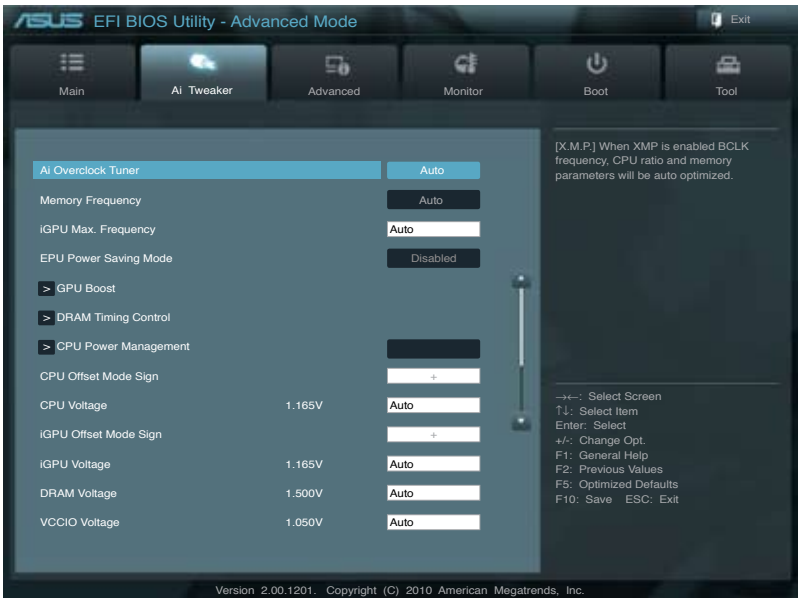 ASUS EFI BIOS Utility - Advanced Mode
Exit
Main
Ai Tweaker
Advanced
Monitor
Boot
Tool
Ai Overclock Tuner Auto
Memory Frequency Auto
iGPU Max. Frequency Auto
EPU Power Saving Mode Disabled
> GPU Boost
> DRAM Timing Control
> CPU Power Management
CPU Offset Mode Sign +
CPU Voltage 1.165V Auto
iGPU Offset Mode Sign +
iGPU Voltage 1.165V Auto
DRAM Voltage 1.500V Auto
VCCIO Voltage 1.050V Auto
[X.M.P.] When XMP is enabled BCLK
frequency, CPU ratio and memory
parameters will be auto optimized.
→←: Select Screen
↑↓: Select Item
Enter: Select
+/-: Change Opt.
F1: General Help
F2: Previous Values
F5: Optimized Defaults
F10: Save ESC: Exit
Version 2.00.1201. Copyright (C) 2010 American Megatrends, Inc.